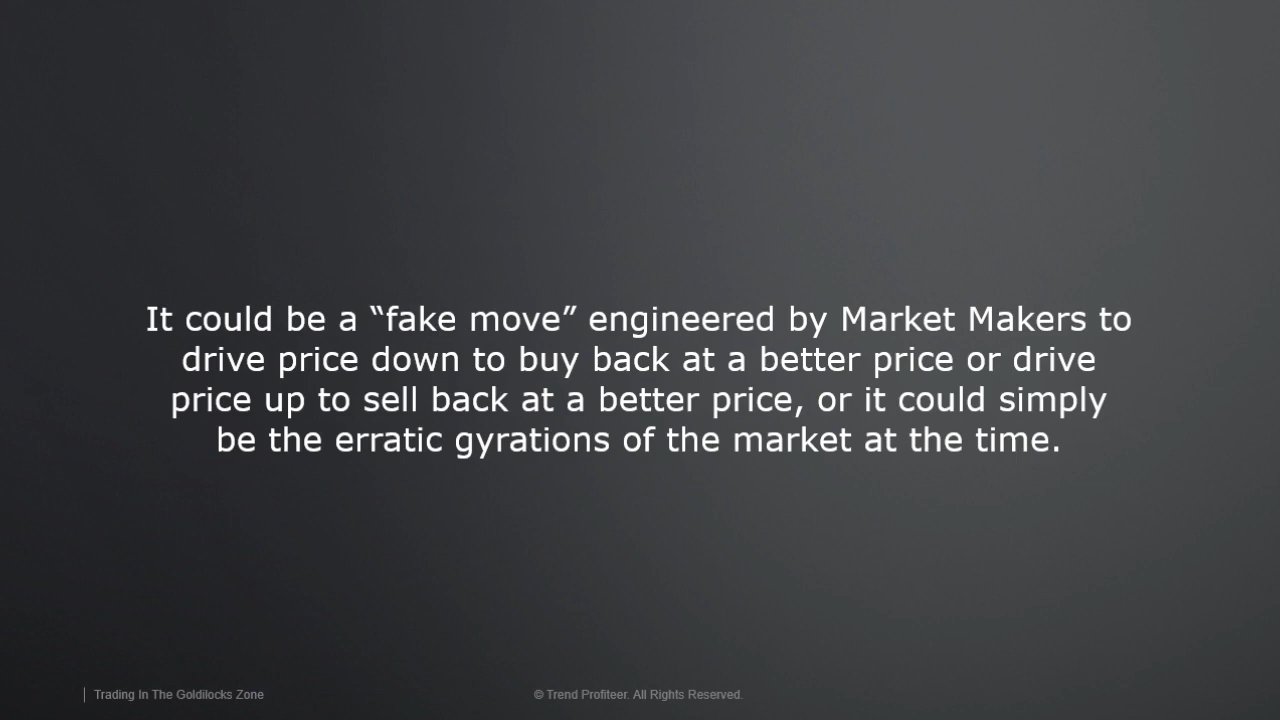 It could be a “fake move” engineered by Market Makers to
drive price down to buy back at a better price or drive
price up to sell back at a better price, or it could simply
be the erratic gyrations of the market at the time.
Trading In The Goldilocks Zone
© Trend Profiteer. All Rights Reserved.